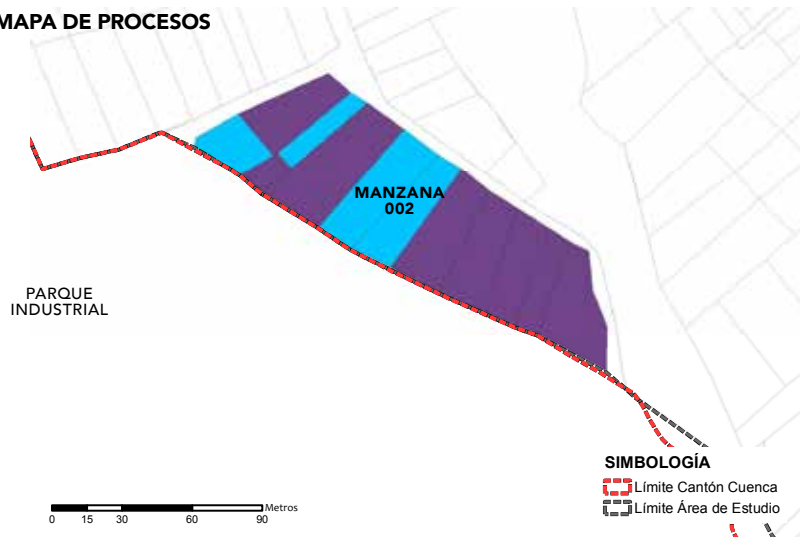 MAPA DE PROCESOS
MANZANA
002
PARQUE
INDUSTRIAL
SIMBOLOGÍA
Límite Cantón Cuenca
Límite Área de Estudio
Metros
0 15 30 60 90